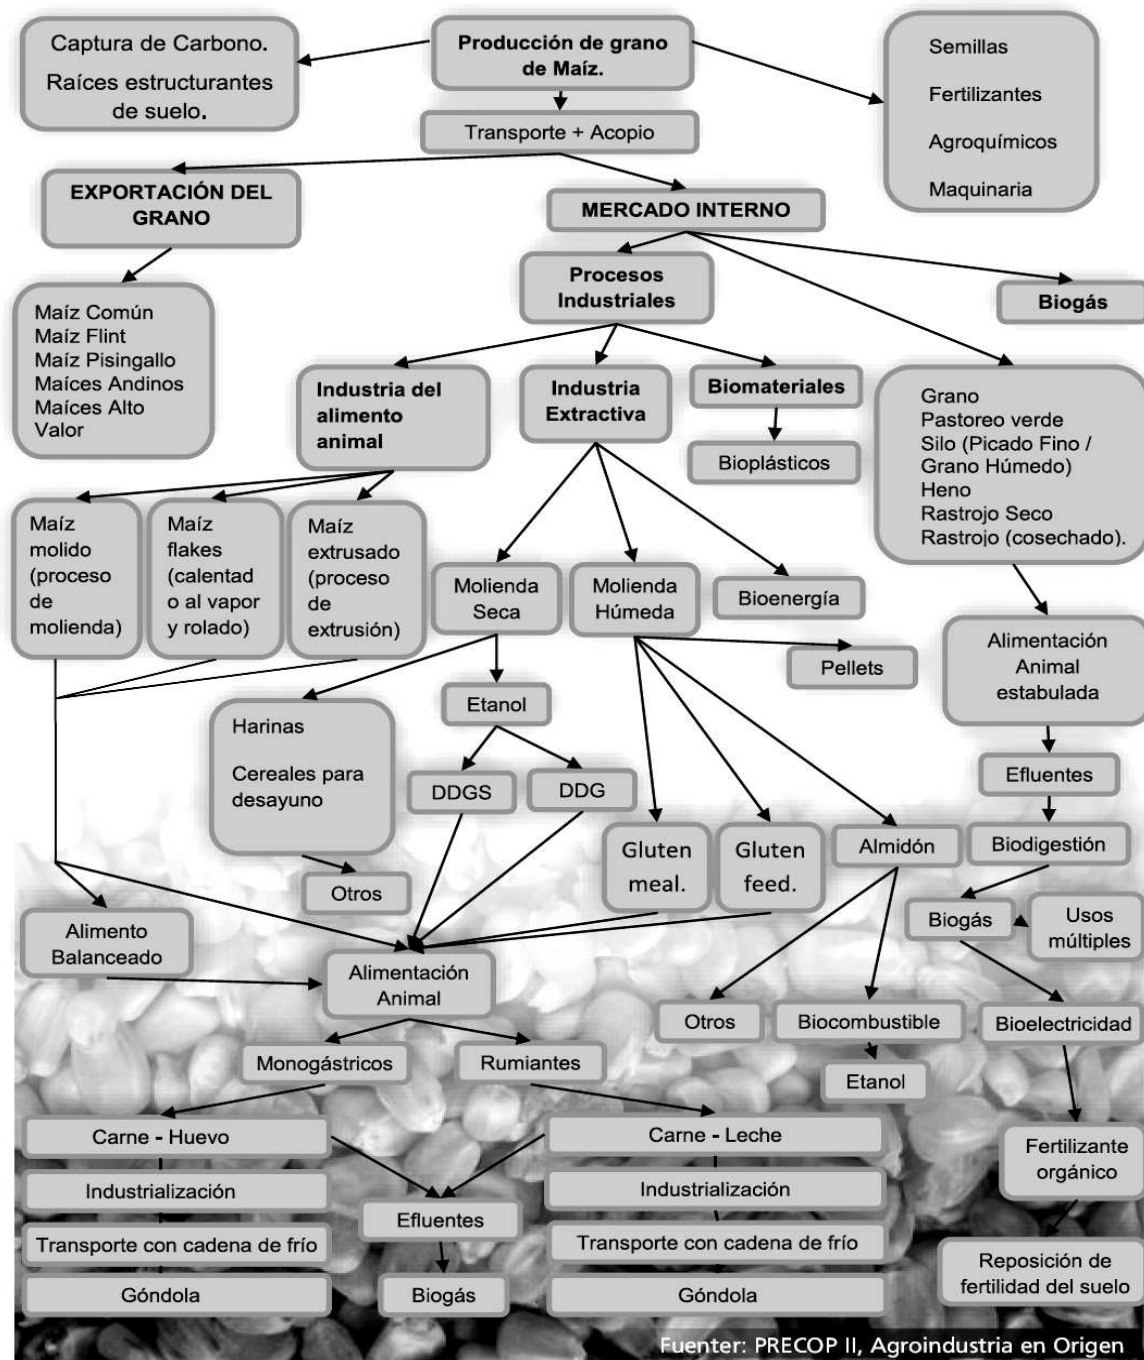 Captura de Carbono.
Raíces estructurantes
de suelo.
Producción de grano
de Maíz.
Semillas
Fertilizantes
Agroquímicos
Maquinaria
Transporte + Acopio
EXPORTACIÓN DEL
GRANO
MERCADO INTERNO
Procesos
Industriales
Biogás
Maíz Común
Maíz Flint
Maíz Pisingallo
Maíces Andinos
Maíces Alto
Valor
Industria del
alimento
animal
Industria
Extractiva
Biomateriales
Bioplásticos
Grano
Pastoreo verde
Silo (Picado Fino /
Grano Húmedo)
Heno
Rastrojo Seco
Rastrojo (cosechado).
Maíz
molido
(proceso
de
molienda)
Maíz
flakes
(calentad
o al vapor
y rolado)
Maíz
extrusado
(proceso
de
extrusión)
Molienda
Seca
Molienda
Húmeda
Bioenergía
Pellets
Alimentación
Animal
estabulada
Harinas
Cereales para
desayuno
Etanol
DDGS
DDG
Efluentes
Gluten
meal.
Gluten
feed.
Almidón
Biodigestión
Otros
Biogás
Usos
múltiples
Alimento
Balanceado
Alimentación
Animal
Otros
Biocombustible
Bioelectricidad
Monogástricos
Rumiantes
Etanol
Carne - Huevo
Industrialización
Transporte con cadena de frío
Góndola
Efluentes
Biogás
Carne - Leche
Industrialización
Transporte con cadena de frío
Góndola
Fertilizante
orgánico
Reposición de
fertilidad del suelo
Fuenter: PRECOP II, Agroindustria en Origen